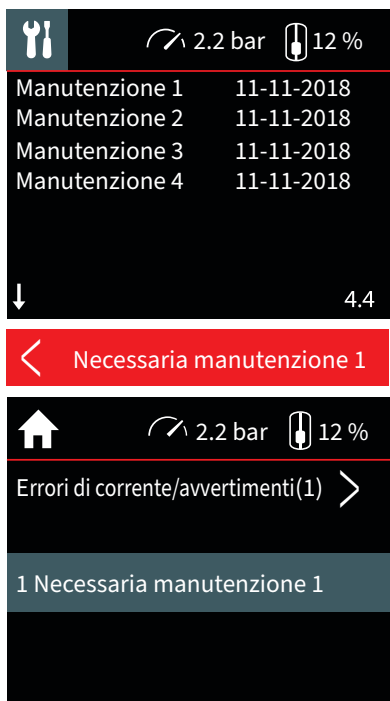 2.2 bar 12 %
Manutenzione 1 11-11-2018
Manutenzione 2 11-11-2018
Manutenzione 3 11-11-2018
Manutenzione 4 11-11-2018
4.4
Necessaria manutenzione 1
2.2 bar 12 %
Errori di corrente/avvertimenti(1)
1 Necessaria manutenzione 1